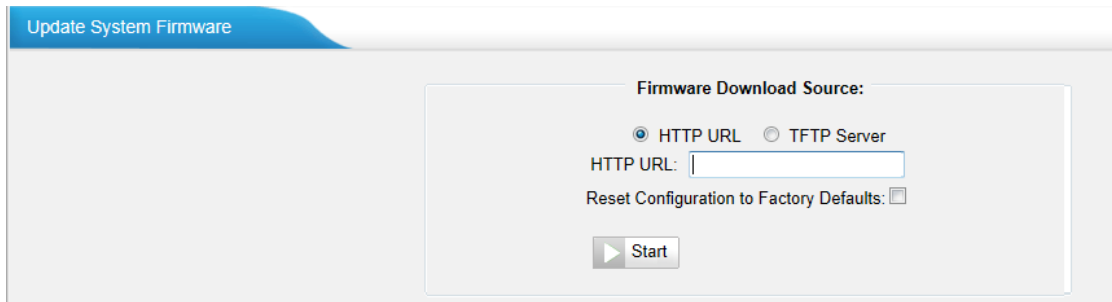 Update System Firmware
Firmware Download Source:
HTTP URL TFTP Server
HTTP URL:
Reset Configuration to Factory Defaults:
Start